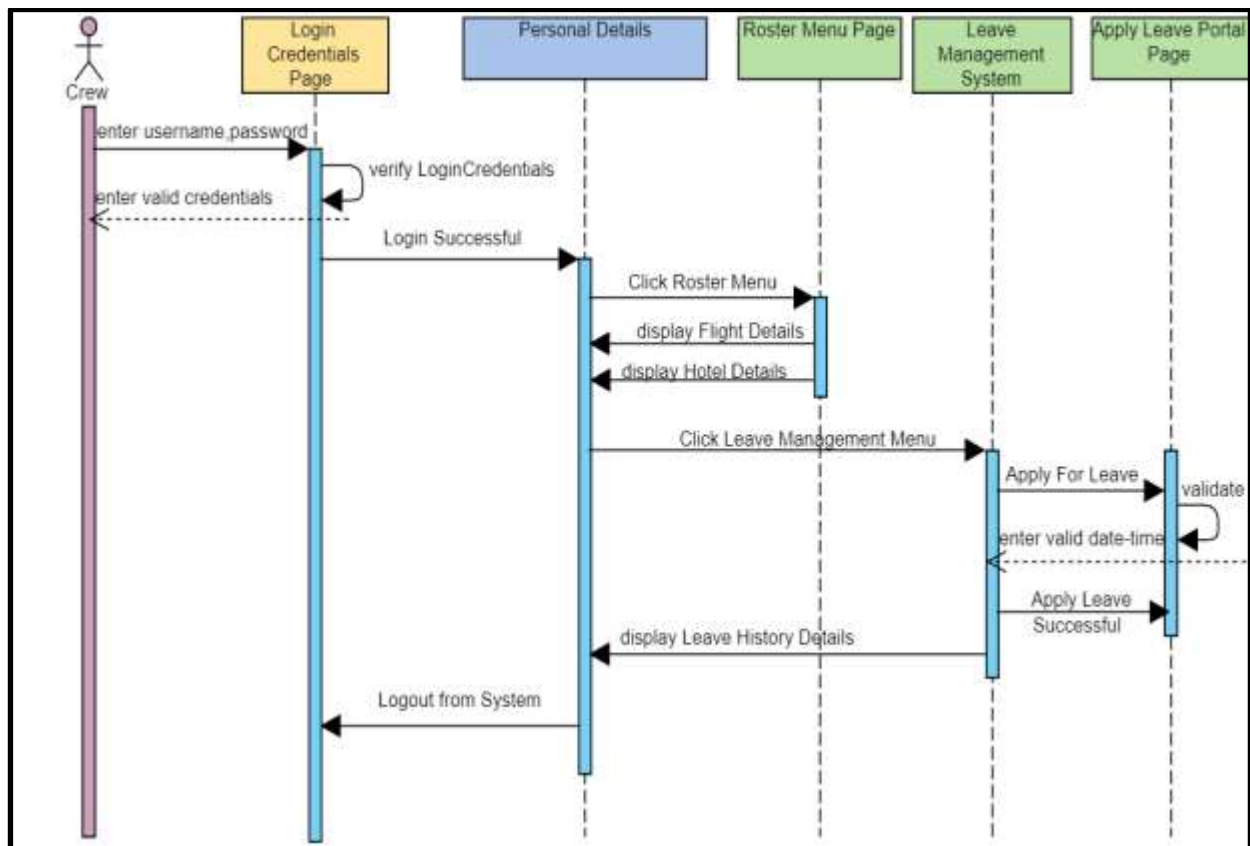 Login
Credentials
Page
Personal Details
Roster Menu Page
Leave
Management
System
Apply Leave Portal
Page
Crew
enter username,password
verify LoginCredentials
enter valid credentials
Login Successful
Click Roster Menu
display Flight Details
display Hotel Details
Click Leave Management Menu
Apply For Leave
validate
enter valid date-time
Apply Leave
Successful
display Leave History Details
Logout from System